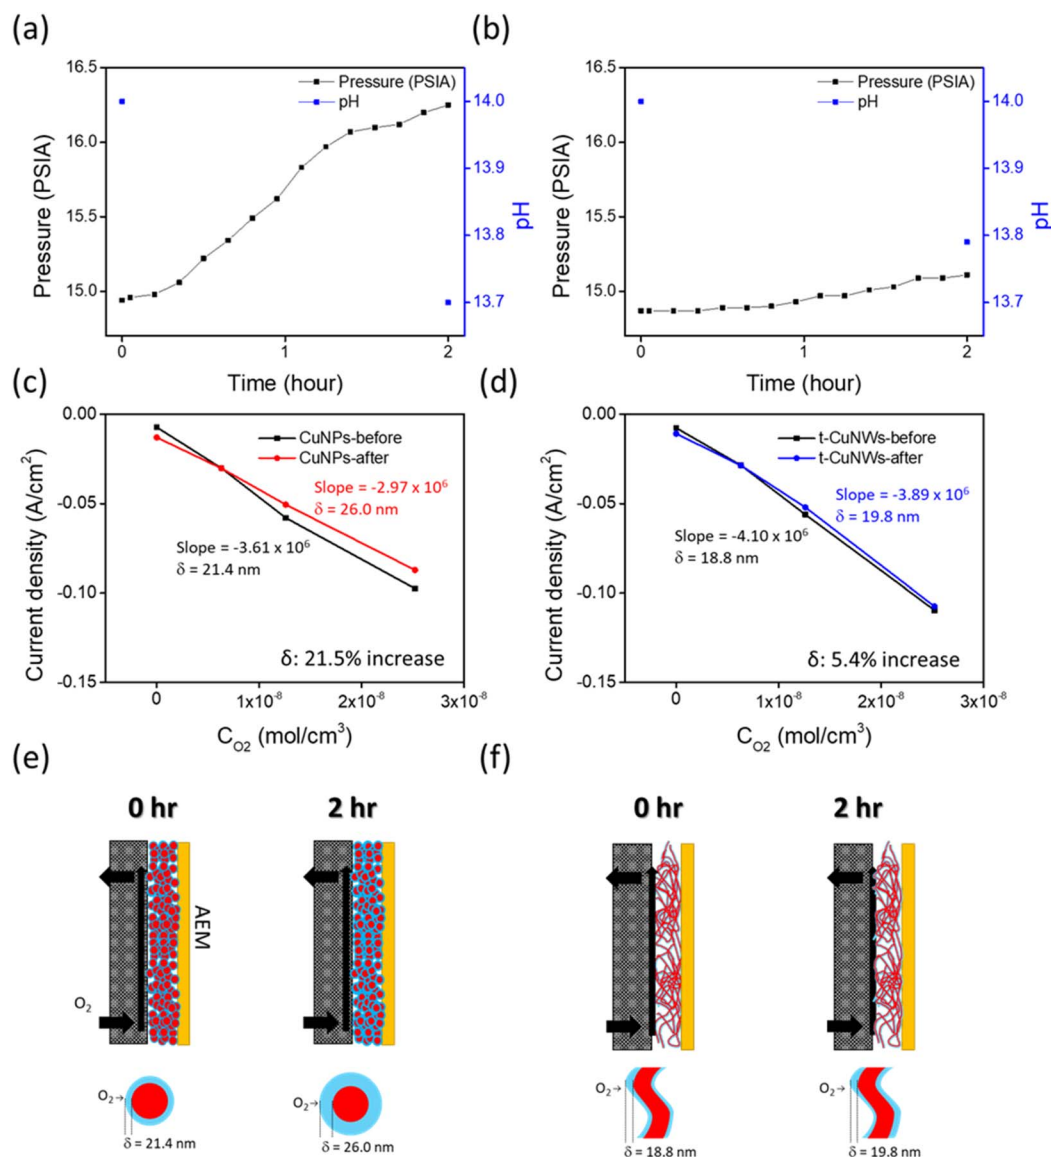 (a)
16.5
16.0
15.5
15.0
Pressure (PSIA)
Pressure (PSIA)
pH
14.0
13.9
13.8
13.7
pH
0
1
2
Time (hour)
(b)
16.5
16.0
15.5
15.0
Pressure (PSIA)
Pressure (PSIA)
pH
14.0
13.9
13.8
13.7
pH
0
1
2
Time (hour)
(c)
0.00
-0.05
-0.10
-0.15
Current density (A/cm²)
CuNPs-before
CuNPs-after
Slope = -2.97 x 10⁶
δ = 26.0 nm
Slope = -3.61 x 10⁶
δ = 21.4 nm
δ: 21.5% increase
0
1x10⁻⁸
2x10⁻⁸
3x10⁻⁸
C_O2 (mol/cm³)
(d)
0.00
-0.05
-0.10
-0.15
Current density (A/cm²)
t-CuNWs-before
t-CuNWs-after
Slope = -3.89 x 10⁶
δ = 19.8 nm
Slope = -4.10 x 10⁶
δ = 18.8 nm
δ: 5.4% increase
0
1x10⁻⁸
2x10⁻⁸
3x10⁻⁸
C_O2 (mol/cm³)
(e)
0 hr
2 hr
AEM
O₂
O₂→
δ = 21.4 nm
O₂→
δ = 26.0 nm
(f)
0 hr
2 hr
O₂→
δ = 18.8 nm
O₂→
δ = 19.8 nm